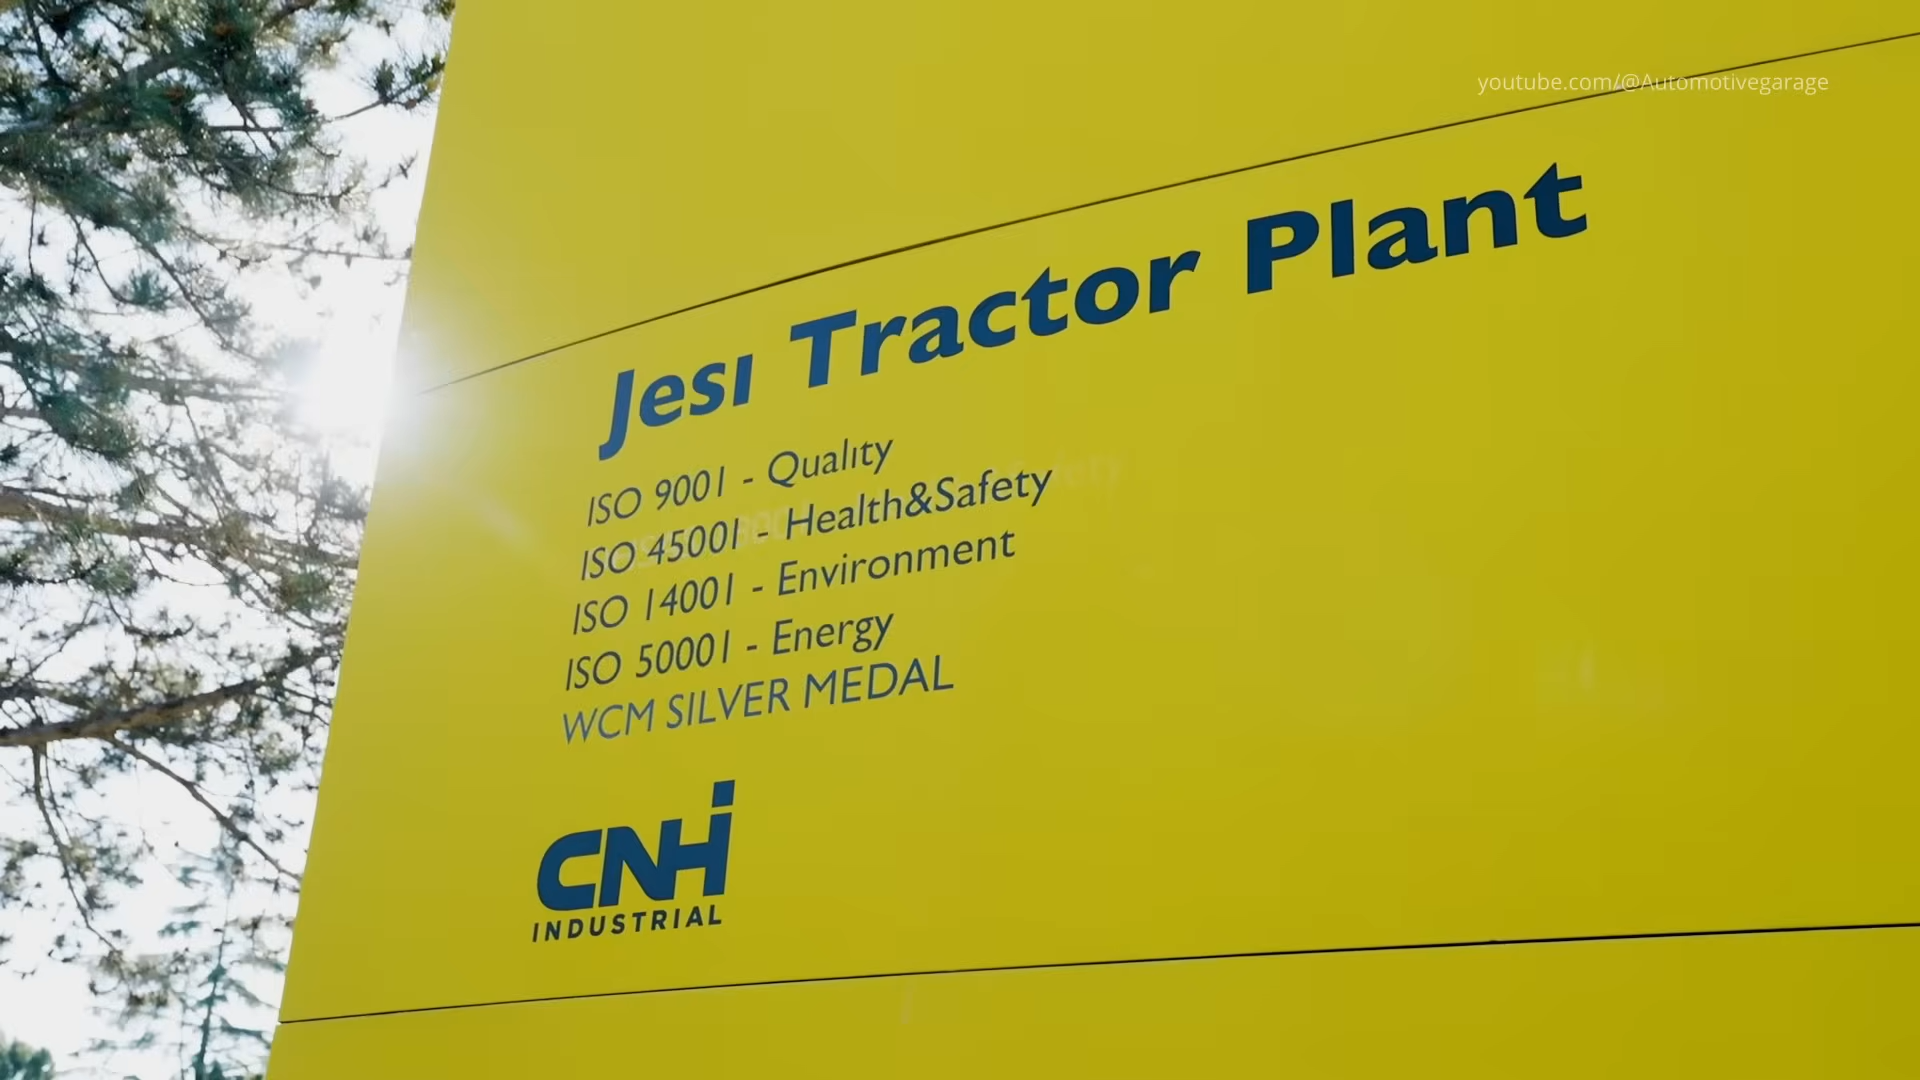 youtube.com/@Automotivegarage
Jesi Tractor Plant
ISO 9001 - Quality
ISO 45001 - Health&Safety
ISO 14001 - Environment
ISO 50001 - Energy
WCM SILVER MEDAL
CNHi
INDUSTRIAL